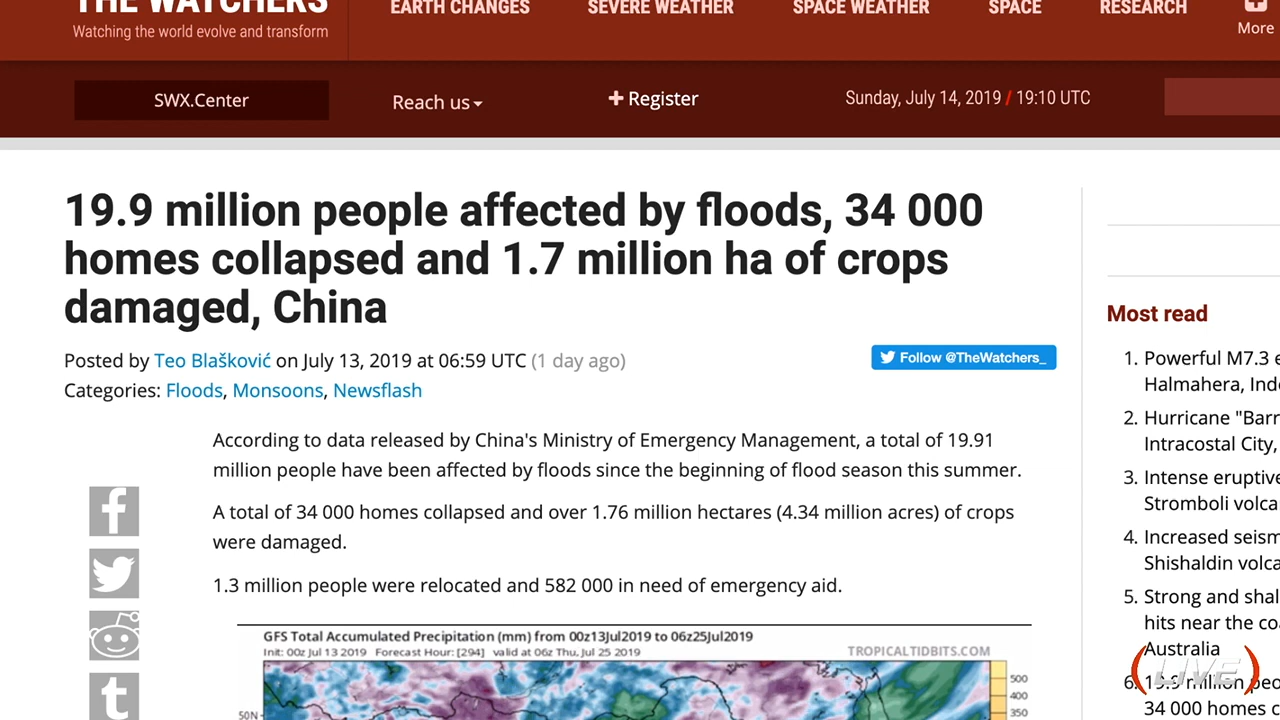 THE WATCHERS
Watching the world evolve and transform
EARTH CHANGES
SEVERE WEATHER
SPACE WEATHER
SPACE
RESEARCH
More
SWX.Center
Reach us
Register
Sunday, July 14, 2019 / 19:10 UTC
19.9 million people affected by floods, 34 000
homes collapsed and 1.7 million ha of crops
damaged, China
Posted by Teo Blašković on July 13, 2019 at 06:59 UTC (1 day ago)
Follow @TheWatchers_
Categories: Floods, Monsoons, Newsflash
According to data released by China's Ministry of Emergency Management, a total of 19.91
million people have been affected by floods since the beginning of flood season this summer.
A total of 34 000 homes collapsed and over 1.76 million hectares (4.34 million acres) of crops
were damaged.
1.3 million people were relocated and 582 000 in need of emergency aid.
GFS Total Accumulated Precipitation (mm) from 00z13Jul2019 to 06z25Jul2019
Init: 00z Jul 13 2019 Forecast Hour: [294] valid at 06z Thu, Jul 25 2019
TROPICALTIDBITS.COM
50N
500
400
350
Most read
1. Powerful M7.3 e
Halmahera, Indo
2. Hurricane "Barr
Intracostal City,
3. Intense eruptive
Stromboli volca
4. Increased seism
Shishaldin volca
5. Strong and shal
hits near the co
Australia
6. 19.9 million peo
34 000 homes c
LIVE